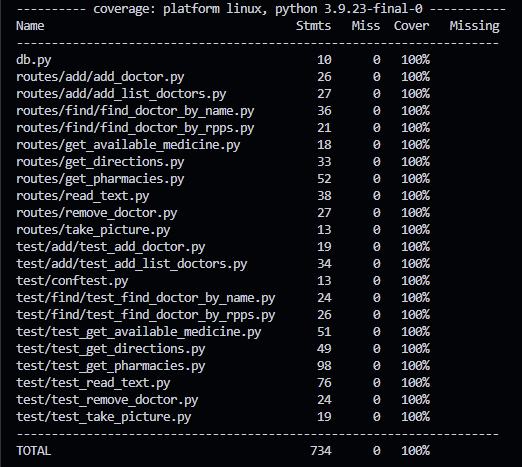 ---------- coverage: platform linux, python 3.9.23-final-0 -----------
Name                                    Stmts   Miss  Cover   Missing
---------------------------------------------------------------------
db.py                                      10      0   100%
routes/add/add_doctor.py                   26      0   100%
routes/add/add_list_doctors.py             27      0   100%
routes/find/find_doctor_by_name.py         36      0   100%
routes/find/find_doctor_by_rpps.py         21      0   100%
routes/get_available_medicine.py           18      0   100%
routes/get_directions.py                   33      0   100%
routes/get_pharmacies.py                   52      0   100%
routes/read_text.py                        38      0   100%
routes/remove_doctor.py                    27      0   100%
routes/take_picture.py                     13      0   100%
test/add/test_add_doctor.py                19      0   100%
test/add/test_add_list_doctors.py          34      0   100%
test/conftest.py                           13      0   100%
test/find/test_find_doctor_by_name.py      24      0   100%
test/find/test_find_doctor_by_rpps.py      26      0   100%
test/test_get_available_medicine.py        51      0   100%
test/test_get_directions.py                49      0   100%
test/test_get_pharmacies.py                98      0   100%
test/test_read_text.py                     76      0   100%
test/test_remove_doctor.py                 24      0   100%
test/test_take_picture.py                  19      0   100%
---------------------------------------------------------------------
TOTAL                                     734      0   100%